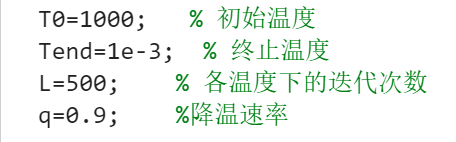 T0=1000;   % 初始温度
Tend=1e-3;  % 终止温度
L=500;    % 各温度下的迭代次数
q=0.9;    %降温速率